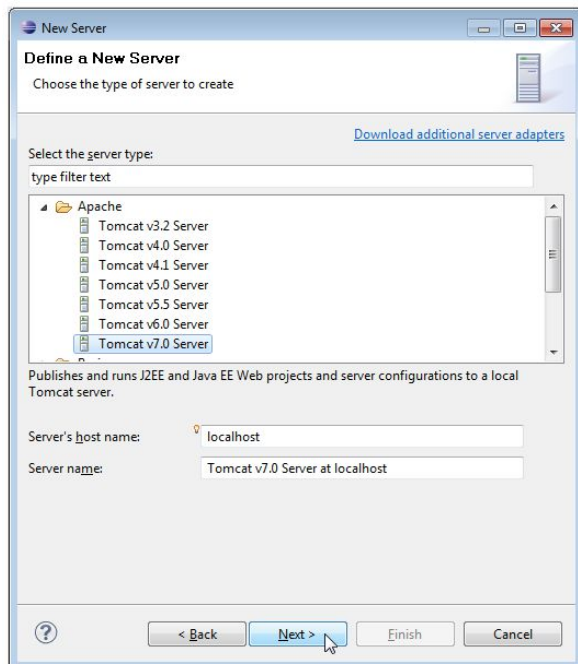 New Server
Define a New Server
Choose the type of server to create
Download additional server adapters
Select the server type:
type filter text
Apache
Tomcat v3.2 Server
Tomcat v4.0 Server
Tomcat v4.1 Server
Tomcat v5.0 Server
Tomcat v5.5 Server
Tomcat v6.0 Server
Tomcat v7.0 Server
Publishes and runs J2EE and Java EE Web projects and server configurations to a local
Tomcat server.
Server's host name: localhost
Server name: Tomcat v7.0 Server at localhost
? < Back Next > Finish Cancel